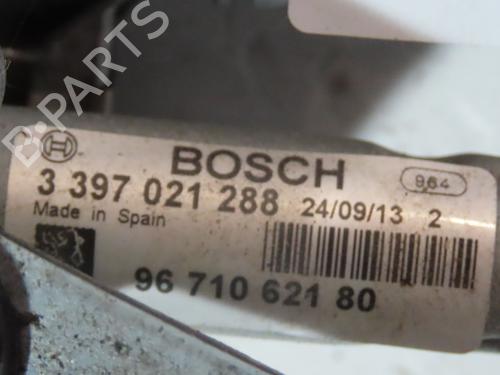 B-Parts
BOSCH
964
3 397 021 288 24/09/13 2
Made in Spain
96 710 621 80